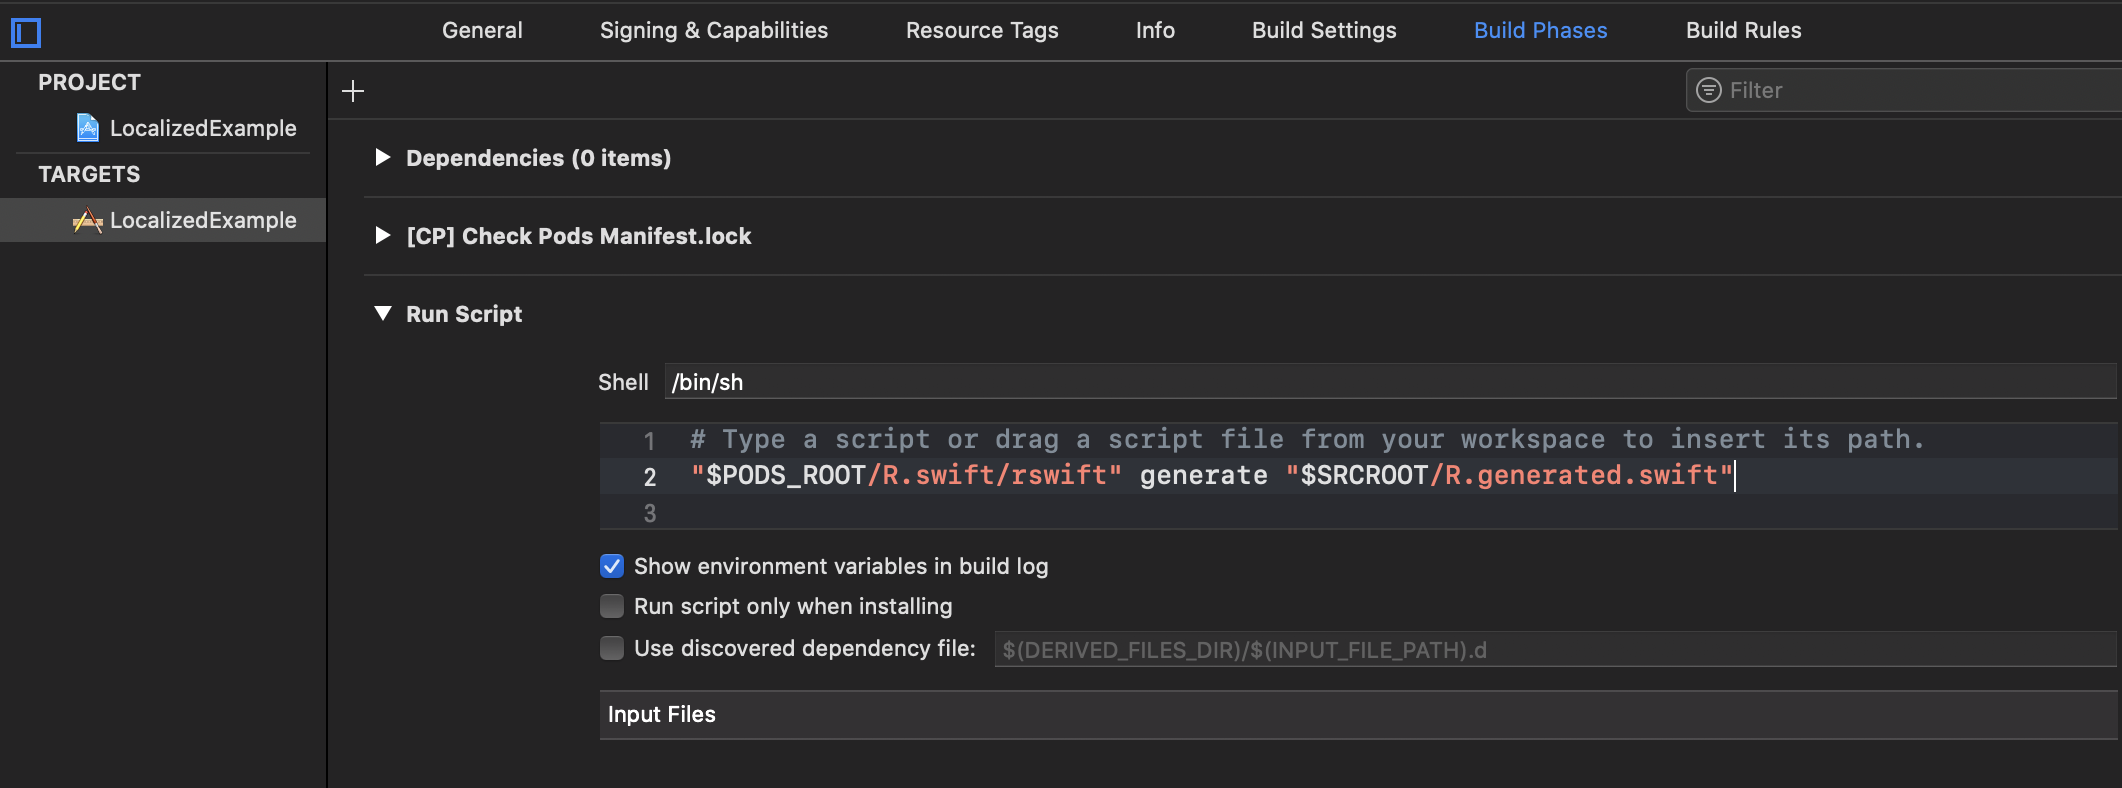 General Signing & Capabilities Resource Tags Info Build Settings Build Phases Build Rules
PROJECT
LocalizedExample
TARGETS
LocalizedExample
Filter
Dependencies (0 items)
[CP] Check Pods Manifest.lock
Run Script
Shell /bin/sh
1 # Type a script or drag a script file from your workspace to insert its path.
2 "$PODS_ROOT/R.swift/rswift" generate "$SRCROOT/R.generated.swift"
3
Show environment variables in build log
Run script only when installing
Use discovered dependency file: $(DERIVED_FILES_DIR)/$(INPUT_FILE_PATH).d
Input Files